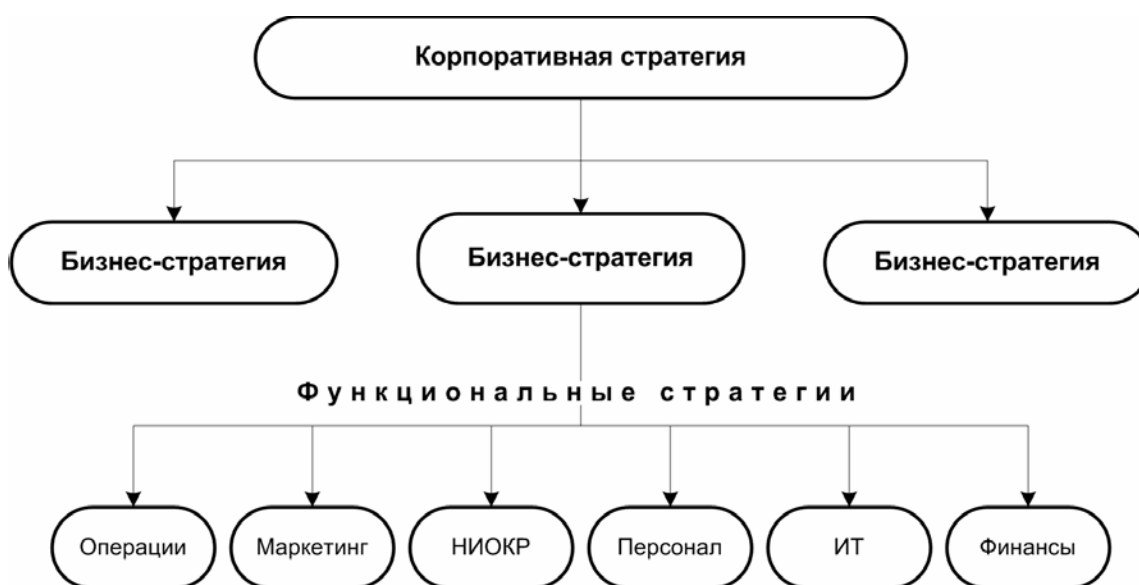 Корпоративная стратегия
Бизнес-стратегия
Бизнес-стратегия
Бизнес-стратегия
Функциональные стратегии
Операции
Маркетинг
НИОКР
Персонал
ИТ
Финансы